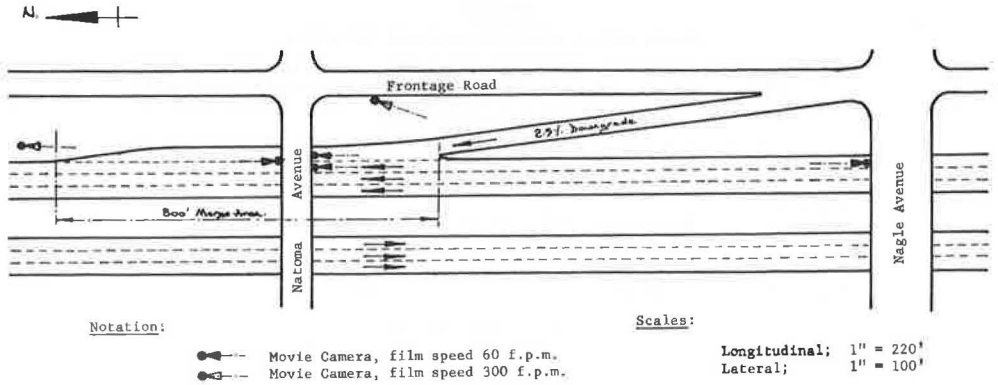 N.
Frontage Road
2.9% Downgrade
Avenue
Natoma
800' Merge Area.
Nagle Avenue
Notation:
Scales:
Movie Camera, film speed 60 f.p.m.
Movie Camera, film speed 300 f.p.m.
Longitudinal; 1" = 220'
Lateral; 1" = 100'